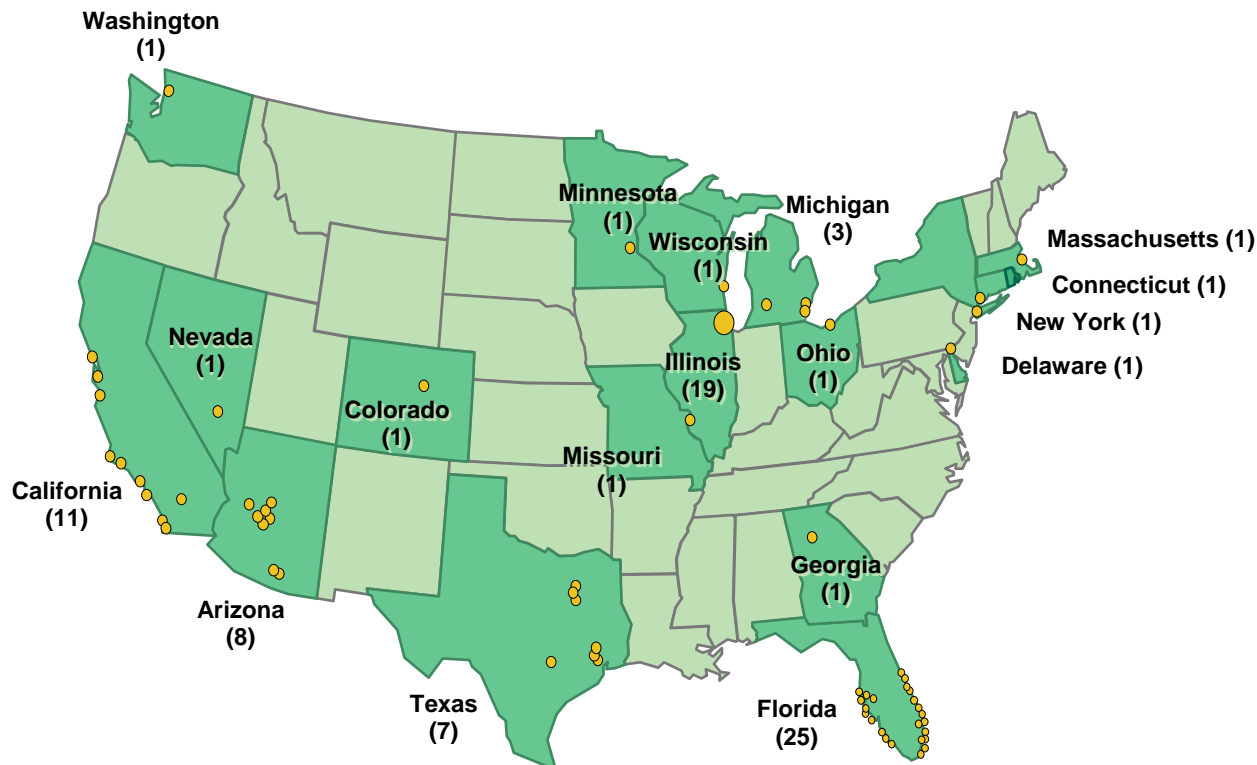 Washington
(1)
Minnesota
(1)
Michigan
(3)
Wisconsin
(1)
Massachusetts (1)
Connecticut (1)
New York (1)
Delaware (1)
Nevada
(1)
Illinois
(19)
Ohio
(1)
Colorado
(1)
Missouri
(1)
California
(11)
Arizona
(8)
Georgia
(1)
Texas
(7)
Florida
(25)